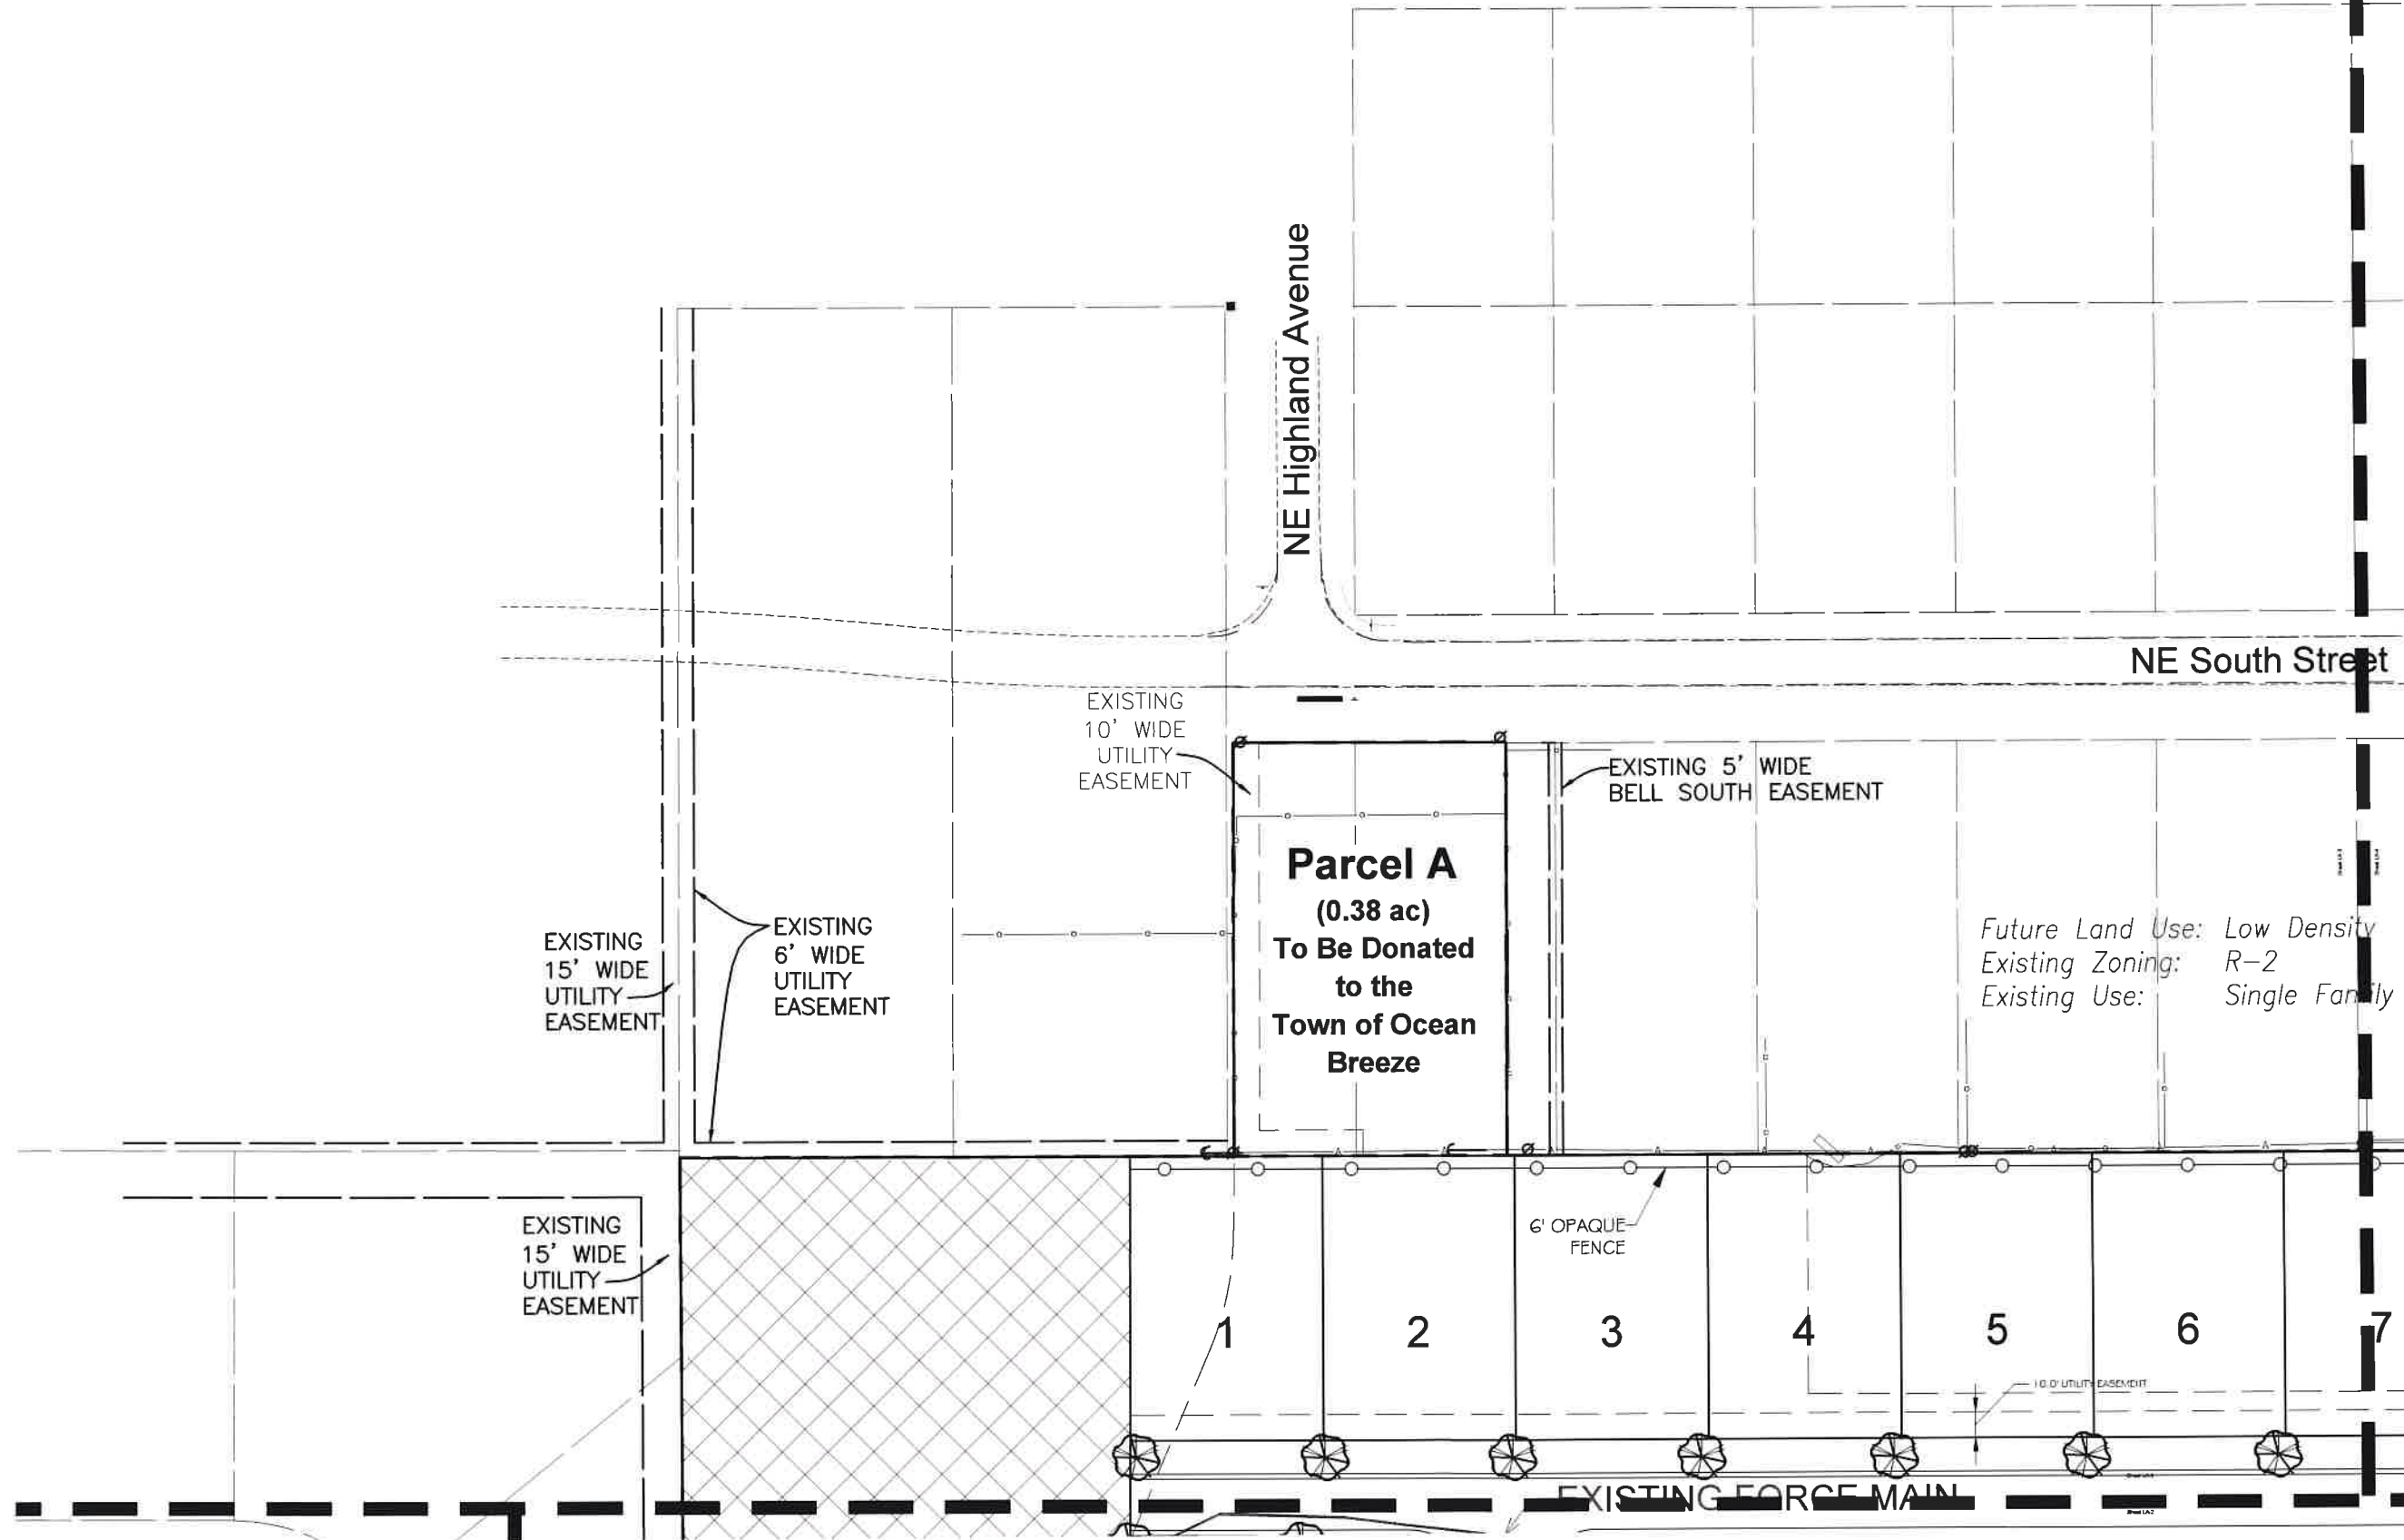 NE Highland Avenue
NE South Street
EXISTING
10' WIDE
UTILITY
EASEMENT
EXISTING 5' WIDE
BELL SOUTH EASEMENT
Parcel A
(0.38 ac)
To Be Donated
to the
Town of Ocean
Breeze
Future Land Use: Low Density
Existing Zoning: R-2
Existing Use: Single Family
EXISTING
15' WIDE
UTILITY
EASEMENT
EXISTING
6' WIDE
UTILITY
EASEMENT
EXISTING
15' WIDE
UTILITY
EASEMENT
6' OPAQUE
FENCE
1
2
3
4
5
6
7
10.0' UTILITY EASEMENT
EXISTING FORCE MAIN